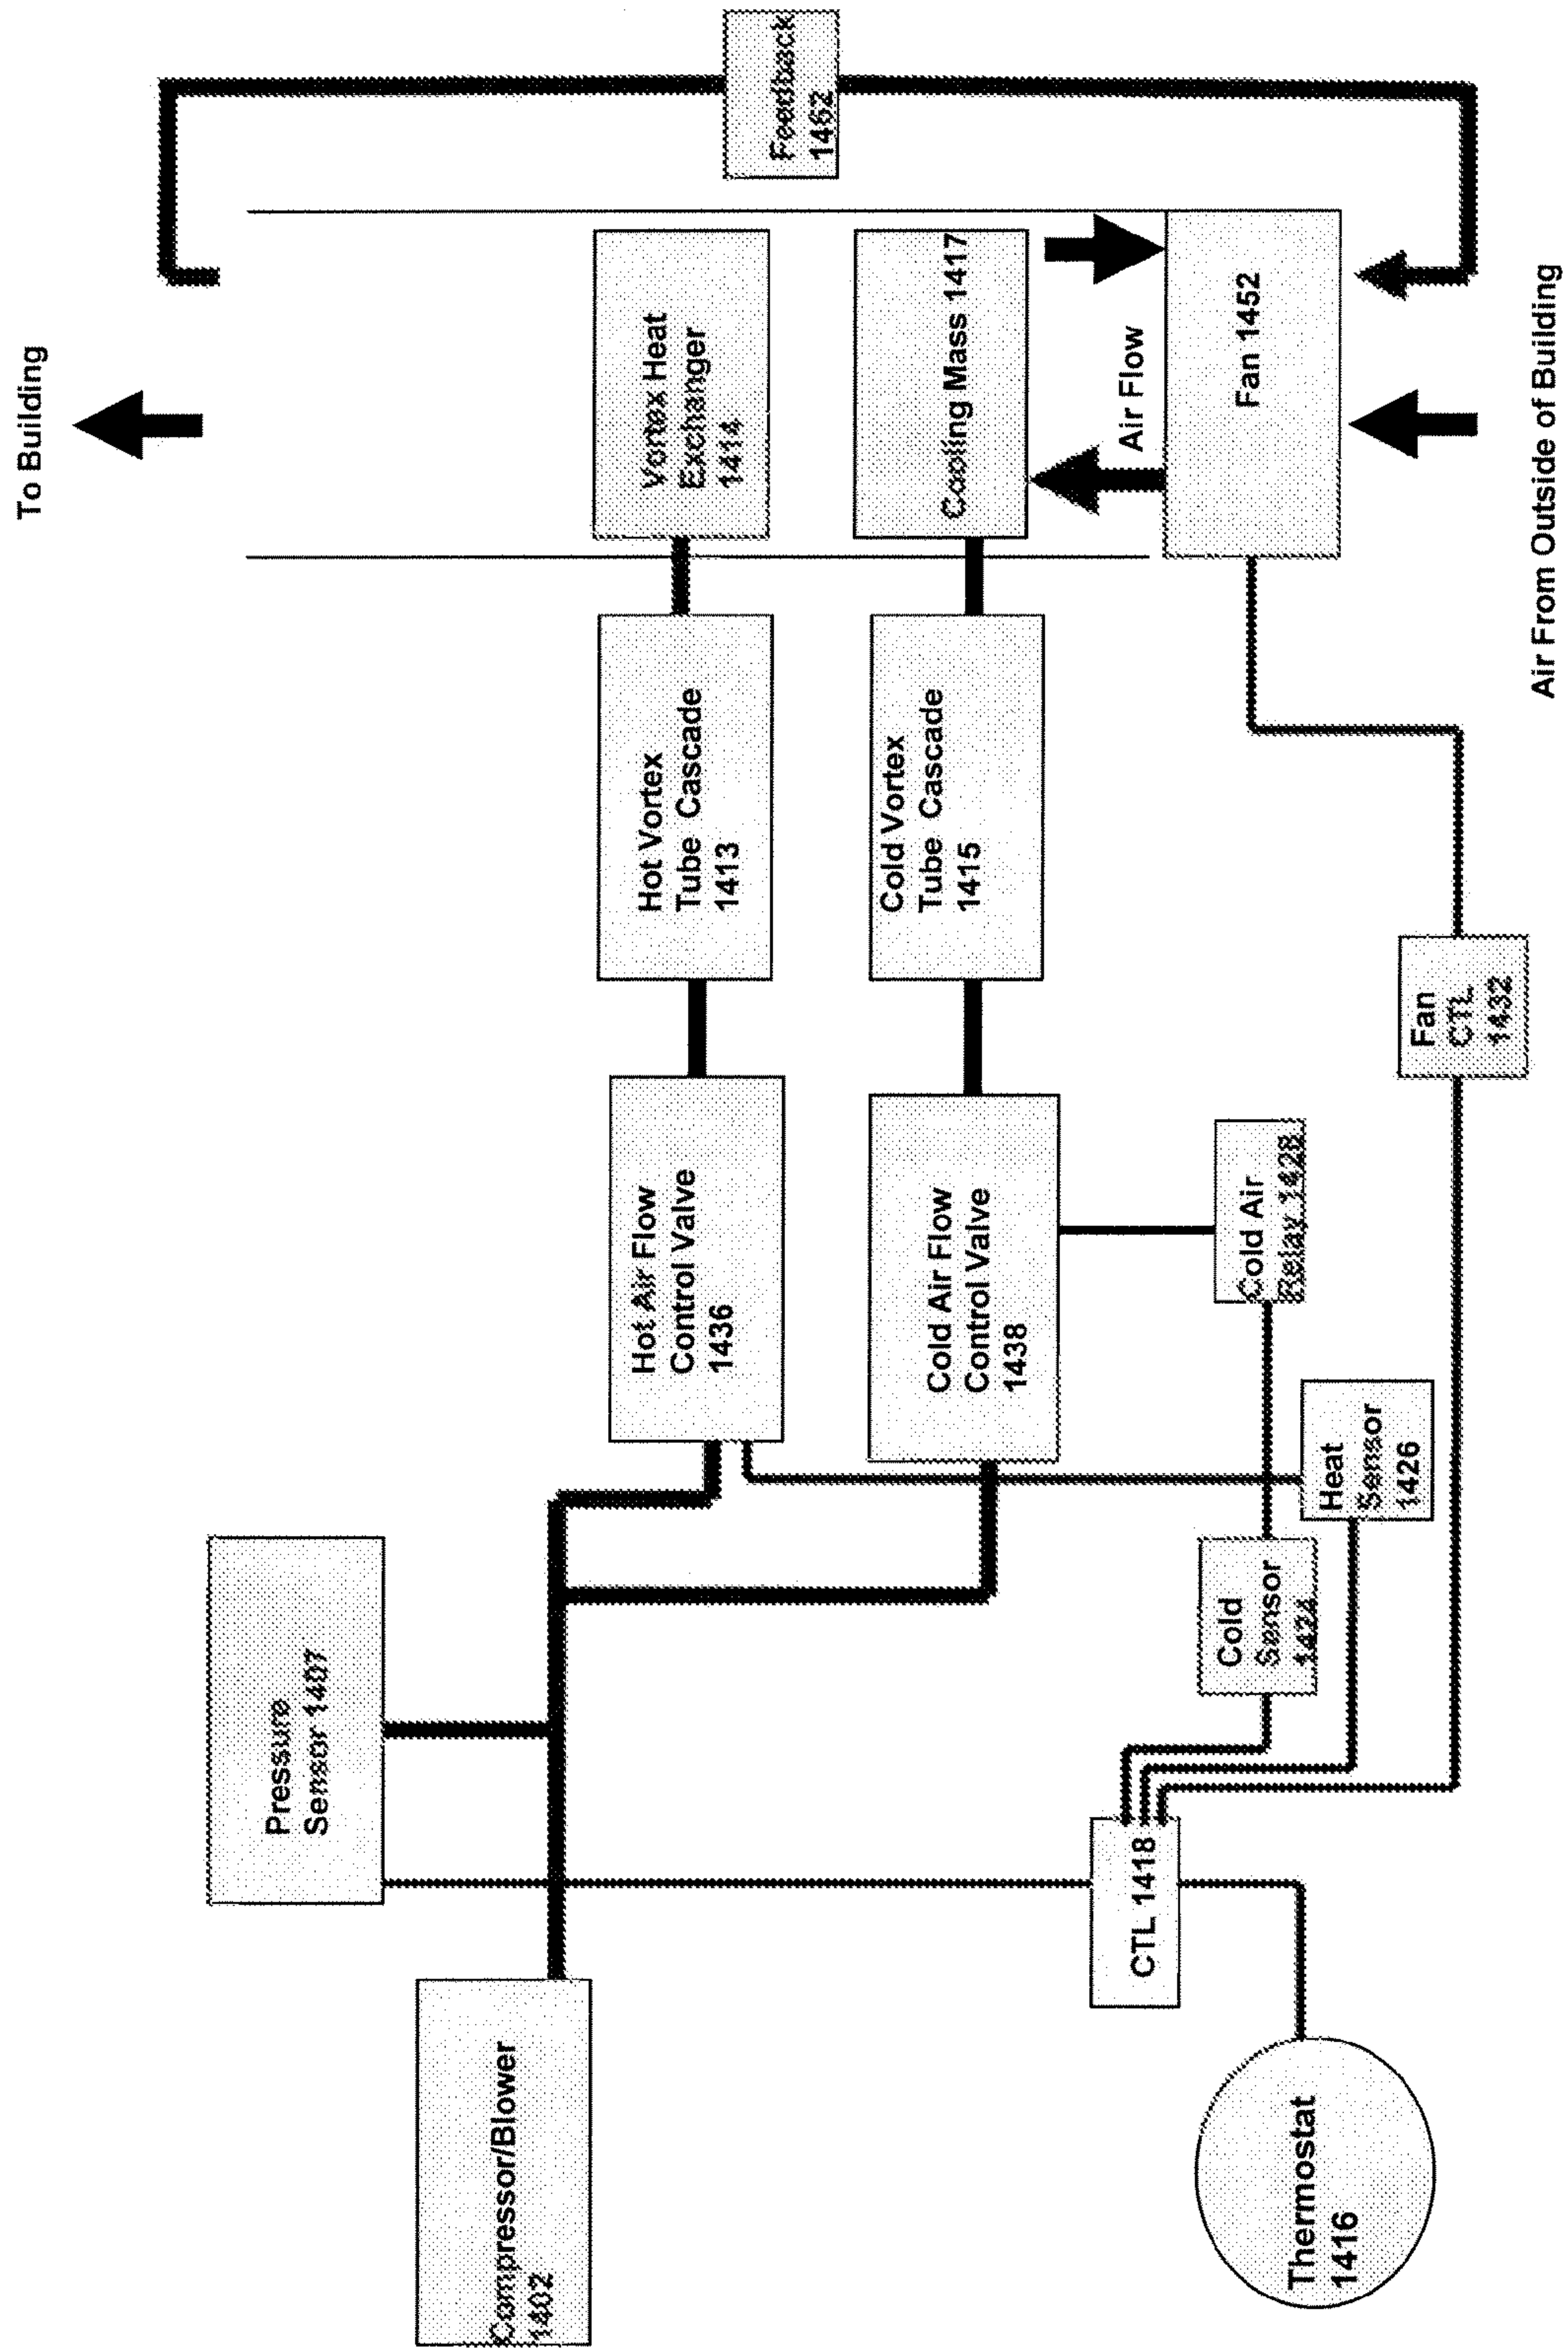 To Building
Feedback
1462
Vortex Heat
Exchanger
1414
Cooling Mass 1417
Air Flow
Fan 1452
Air From Outside of Building
Hot Vortex
Tube Cascade
1413
Cold Vortex
Tube Cascade
1415
Fan
CTL
1432
Hot Air Flow
Control Valve
1436
Cold Air Flow
Control Valve
1438
Cold Air
Relay 1428
Heat
Sensor
1426
Cold
Sensor
1424
Pressure
Sensor 1407
CTL 1418
Compressor/Blower
1402
Thermostat
1416